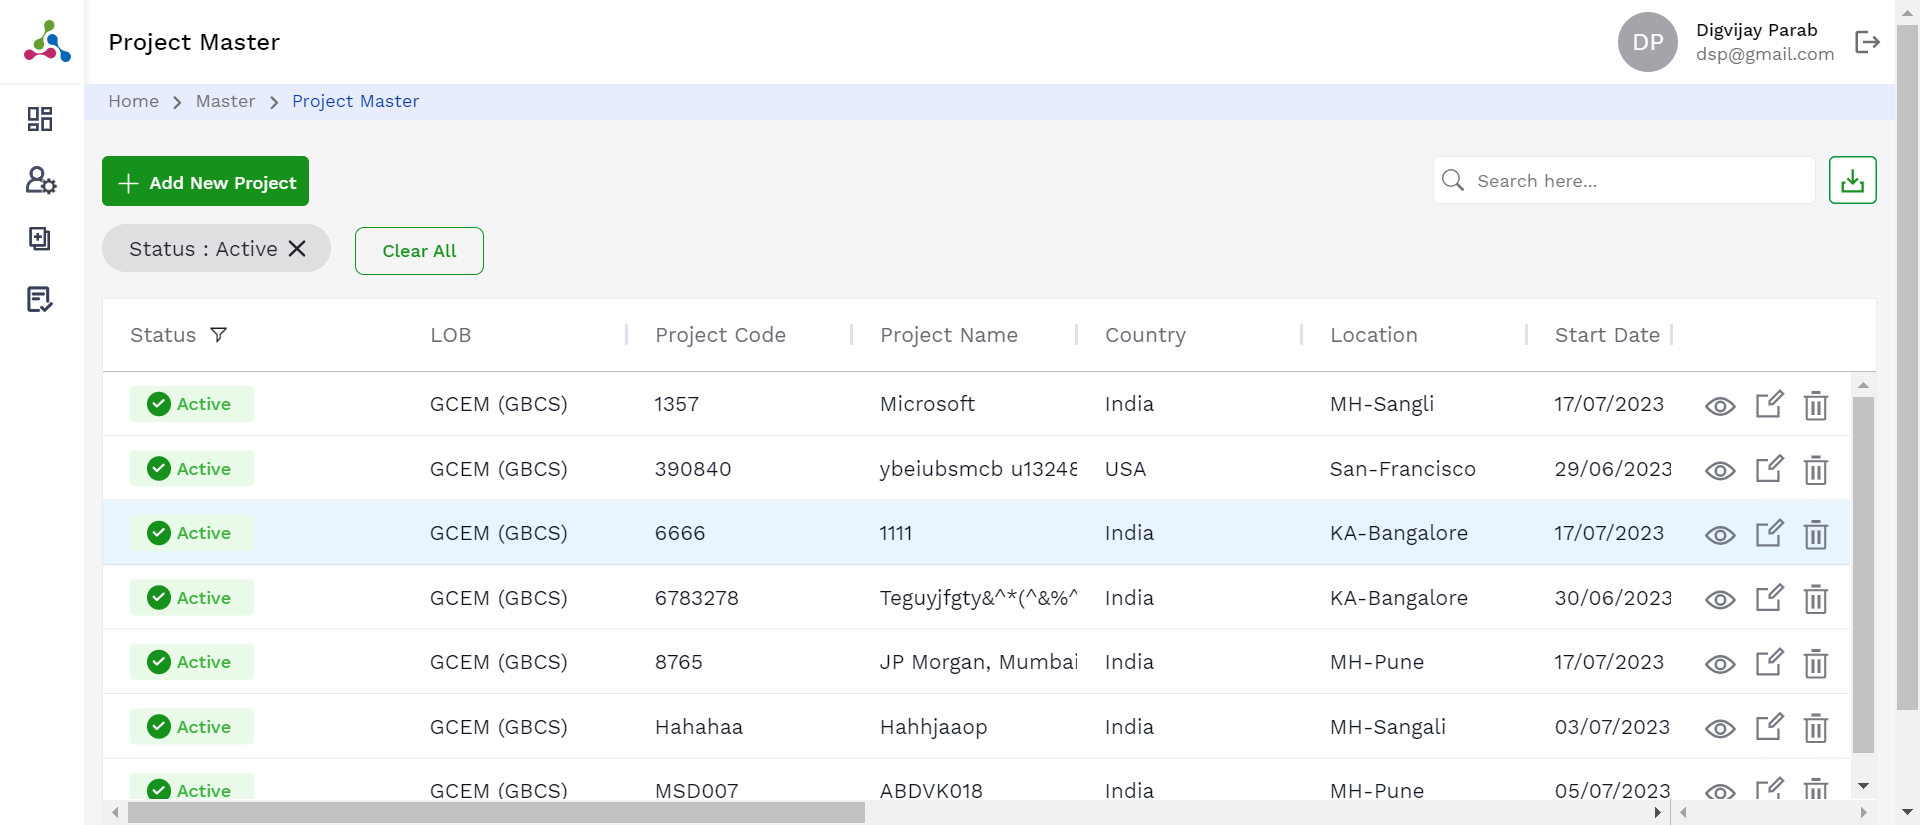 Project Master
DP
Digvijay Parab
dsp@gmail.com
Home > Master > Project Master
Add New Project
Search here...
Status : Active
Clear All
Status LOB Project Code Project Name Country Location Start Date
Active GCEM (GBCS) 1357 Microsoft India MH-Sangli 17/07/2023
Active GCEM (GBCS) 390840 ybeiubsmcb u13248 USA San-Francisco 29/06/2023
Active GCEM (GBCS) 6666 1111 India KA-Bangalore 17/07/2023
Active GCEM (GBCS) 6783278 Teguyjfgty&^*(^&%^ India KA-Bangalore 30/06/2023
Active GCEM (GBCS) 8765 JP Morgan, Mumbai India MH-Pune 17/07/2023
Active GCEM (GBCS) Hahahaa Hahhjaaop India MH-Sangali 03/07/2023
Active GCEM (GBCS) MSD007 ABDVK018 India MH-Pune 05/07/2023